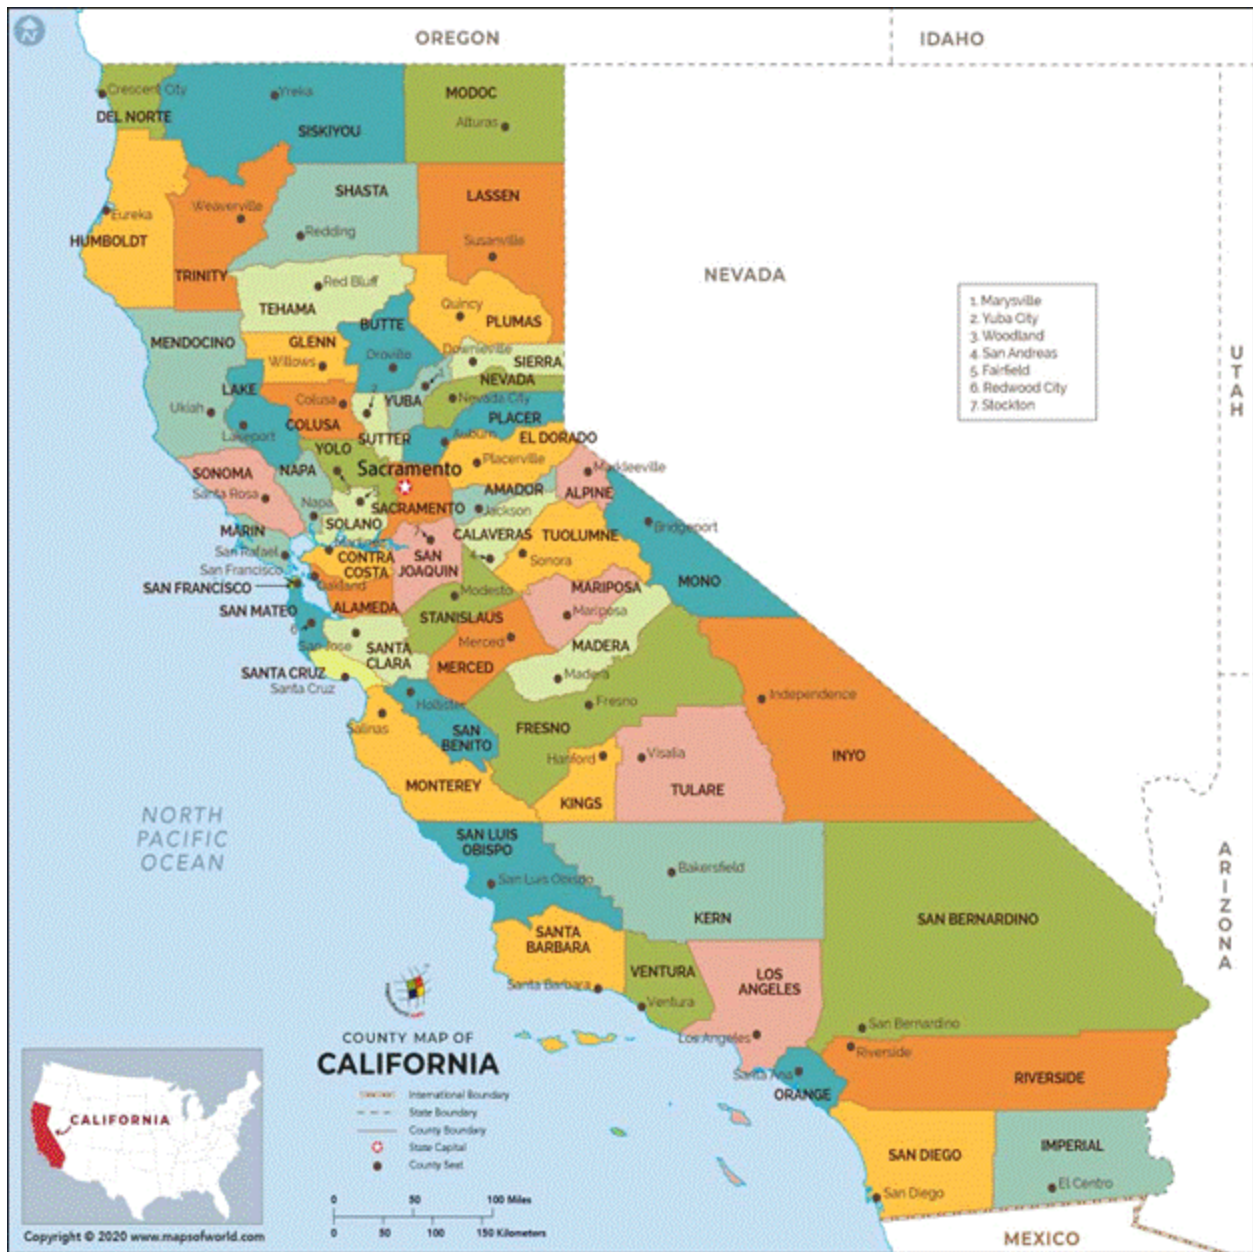 OREGON
IDAHO
Crescent City
DEL NORTE
Yreka
SISKIYOU
MODOC
Alturas
SHASTA
LASSEN
Weaverville
Eureka
Redding
HUMBOLDT
Susanville
TRINITY
NEVADA
Red Bluff
TEHAMA
Quincy
PLUMAS
BUTTE
MENDOCINO
GLENN
Willows
Oroville
Downieville
SIERRA
NEVADA
LAKE
Colusa
2
1
YUBA
Nevada City
Ukiah
COLUSA
PLACER
Lakeport
SUTTER
Auburn
EL DORADO
YOLO
Placerville
SONOMA
NAPA
Sacramento
Markleeville
Santa Rosa
3
AMADOR
ALPINE
Napa
5
SACRAMENTO
Jackson
SOLANO
MARIN
7
CALAVERAS
TUOLUMNE
Bridgeport
San Rafael
Martinez
CONTRA
COSTA
SAN
JOAQUIN
4
Sonora
San Francisco
SAN FRANCISCO
Oakland
MONO
MARIPOSA
Modesto
SAN MATEO
ALAMEDA
STANISLAUS
Mariposa
6
San Jose
SANTA
CLARA
Merced
MERCED
MADERA
Madera
SANTA CRUZ
Santa Cruz
Hollister
Fresno
Independence
Salinas
SAN
BENITO
FRESNO
Hanford
Visalia
INYO
MONTEREY
KINGS
TULARE
NORTH
PACIFIC
OCEAN
SAN LUIS
OBISPO
San Luis Obispo
Bakersfield
KERN
SAN BERNARDINO
SANTA
BARBARA
Santa Barbara
VENTURA
Ventura
LOS
ANGELES
Los Angeles
San Bernardino
Riverside
Santa Ana
ORANGE
RIVERSIDE
SAN DIEGO
San Diego
IMPERIAL
El Centro
MEXICO
UTAH
ARIZONA
1. Marysville
2. Yuba City
3. Woodland
4. San Andreas
5. Fairfield
6. Redwood City
7. Stockton
COUNTY MAP OF
CALIFORNIA
International Boundary
State Boundary
County Boundary
State Capital
County Seat
0 50 100 Miles
0 50 100 150 Kilometers
CALIFORNIA
Copyright © 2020 www.mapsofworld.com